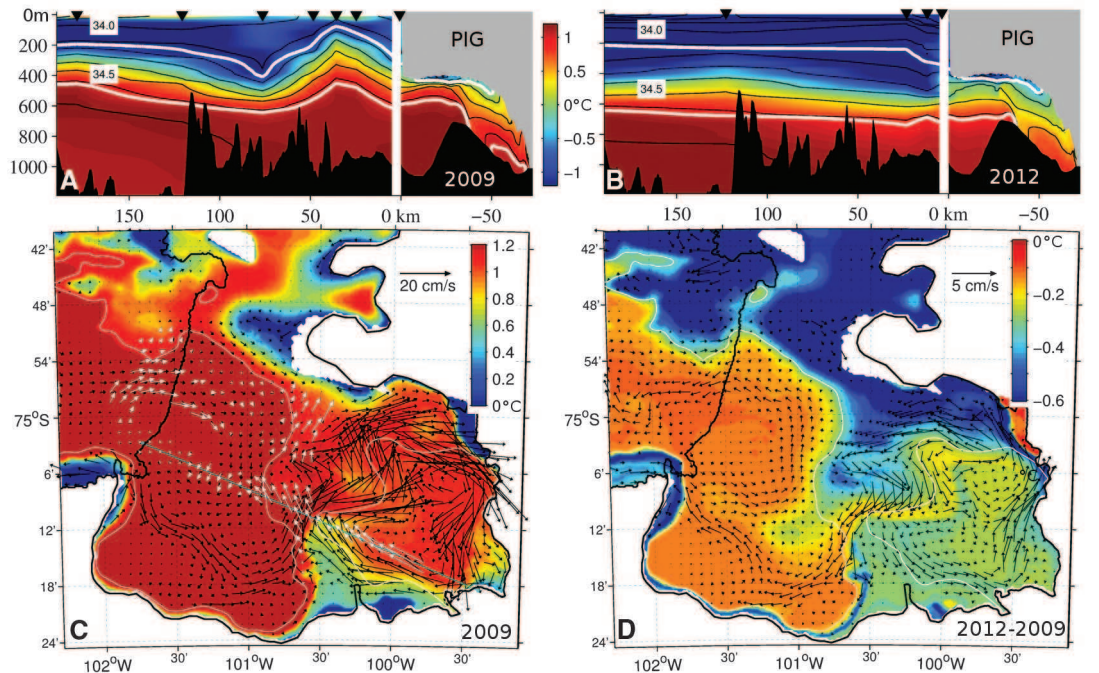 0m
200
400
600
800
1000
34.0
34.5
PIG
A
2009
1
0.5
0°C
−0.5
−1
34.0
34.5
PIG
B
2012
150
100
50
0 km
−50
150
100
50
0 km
−50
42'
48'
54'
75°S
6'
12'
18'
24'
1.2
1
0.8
0.6
0.4
0.2
0°C
20 cm/s
C
2009
102°W
30'
101°W
30'
100°W
30'
42'
48'
54'
75°S
6'
12'
18'
24'
0°C
−0.2
−0.4
−0.6
5 cm/s
D
2012-2009
102°W
30'
101°W
30'
100°W
30'